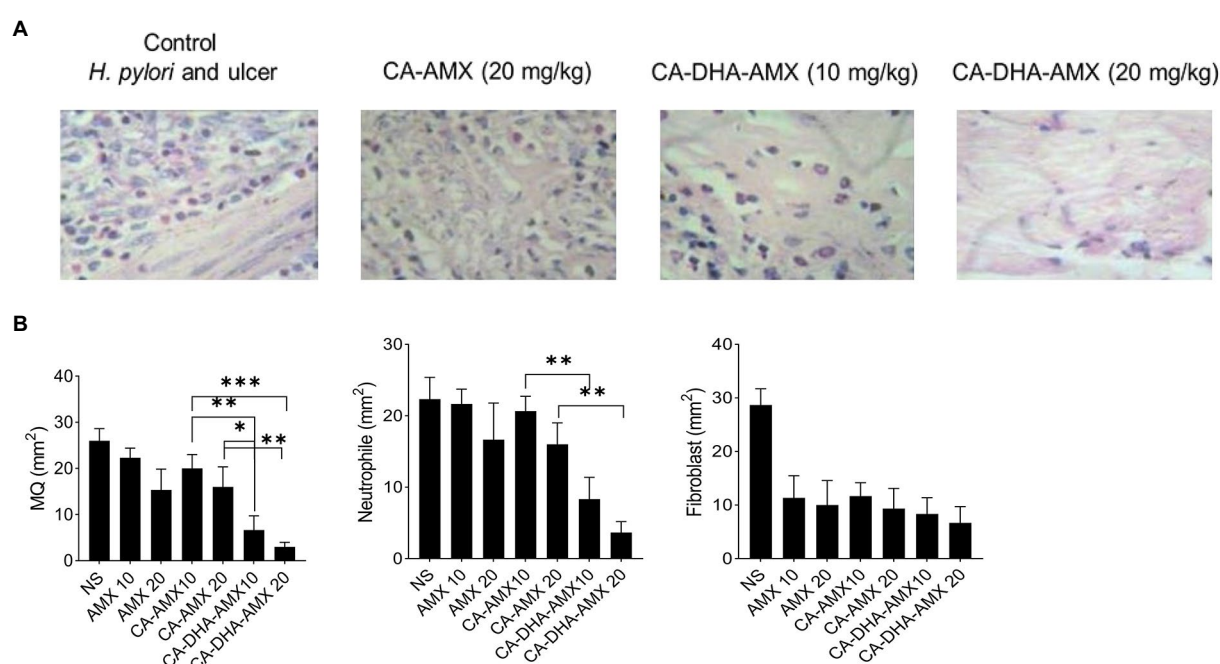 A
Control
H. pylori and ulcer
CA-AMX (20 mg/kg)
CA-DHA-AMX (10 mg/kg)
CA-DHA-AMX (20 mg/kg)
B
MQ (mm²)
40
30
20
10
0
***
**
*
**
NS
AMX 10
AMX 20
CA-AMX10
CA-AMX 20
CA-DHA-AMX10
CA-DHA-AMX 20
Neutrophile (mm²)
30
20
10
0
**
**
NS
AMX 10
AMX 20
CA-AMX10
CA-AMX 20
CA-DHA-AMX10
CA-DHA-AMX 20
Fibroblast (mm²)
40
30
20
10
0
NS
AMX 10
AMX 20
CA-AMX10
CA-AMX 20
CA-DHA-AMX10
CA-DHA-AMX 20